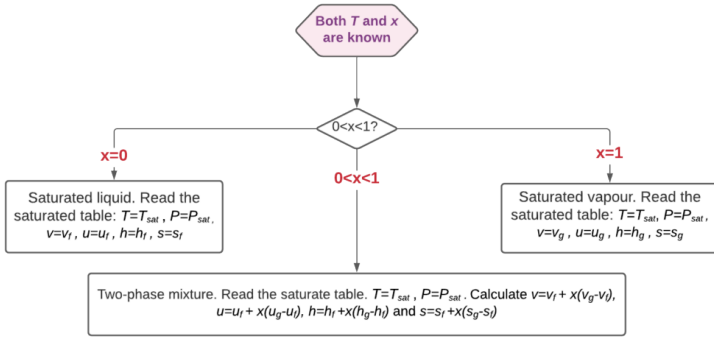 Both T and x
are known
0<x<1?
x=0
x=1
0<x<1
Saturated liquid. Read the
saturated table: T=Tsat , P=Psat ,
v=vf , u=uf , h=hf , s=sf
Saturated vapour. Read the
saturated table: T=Tsat, P=Psat,
v=vg , u=ug , h=hg , s=sg
Two-phase mixture. Read the saturate table. T=Tsat , P=Psat . Calculate v=vf + x(vg-vf),
u=uf + x(ug-uf), h=hf +x(hg-hf) and s=sf +x(sg-sf)